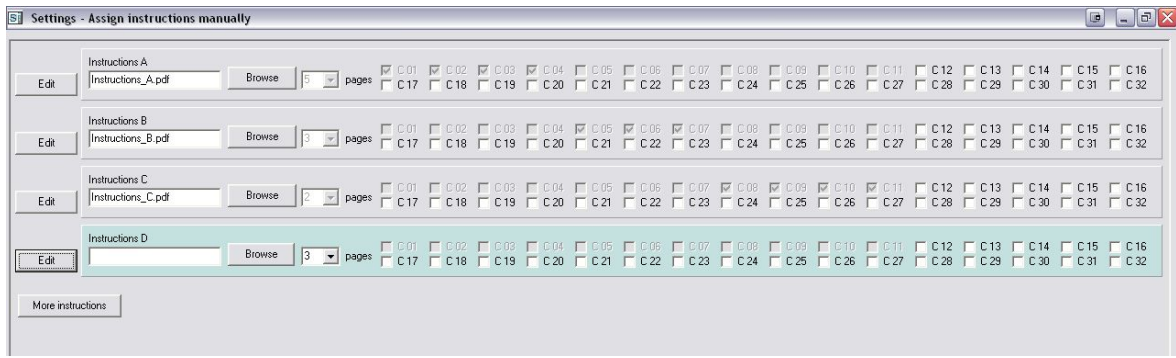 Settings - Assign instructions manually
Instructions A
Edit Instructions_A.pdf Browse 5 pages C 01 C 02 C 03 C 04 C 05 C 06 C 07 C 08 C 09 C 10 C 11 C 12 C 13 C 14 C 15 C 16
C 17 C 18 C 19 C 20 C 21 C 22 C 23 C 24 C 25 C 26 C 27 C 28 C 29 C 30 C 31 C 32
Instructions B
Edit Instructions_B.pdf Browse 3 pages C 01 C 02 C 03 C 04 C 05 C 06 C 07 C 08 C 09 C 10 C 11 C 12 C 13 C 14 C 15 C 16
C 17 C 18 C 19 C 20 C 21 C 22 C 23 C 24 C 25 C 26 C 27 C 28 C 29 C 30 C 31 C 32
Instructions C
Edit Instructions_C.pdf Browse 2 pages C 01 C 02 C 03 C 04 C 05 C 06 C 07 C 08 C 09 C 10 C 11 C 12 C 13 C 14 C 15 C 16
C 17 C 18 C 19 C 20 C 21 C 22 C 23 C 24 C 25 C 26 C 27 C 28 C 29 C 30 C 31 C 32
Instructions D
Edit Browse 3 pages C 01 C 02 C 03 C 04 C 05 C 06 C 07 C 08 C 09 C 10 C 11 C 12 C 13 C 14 C 15 C 16
C 17 C 18 C 19 C 20 C 21 C 22 C 23 C 24 C 25 C 26 C 27 C 28 C 29 C 30 C 31 C 32
More instructions